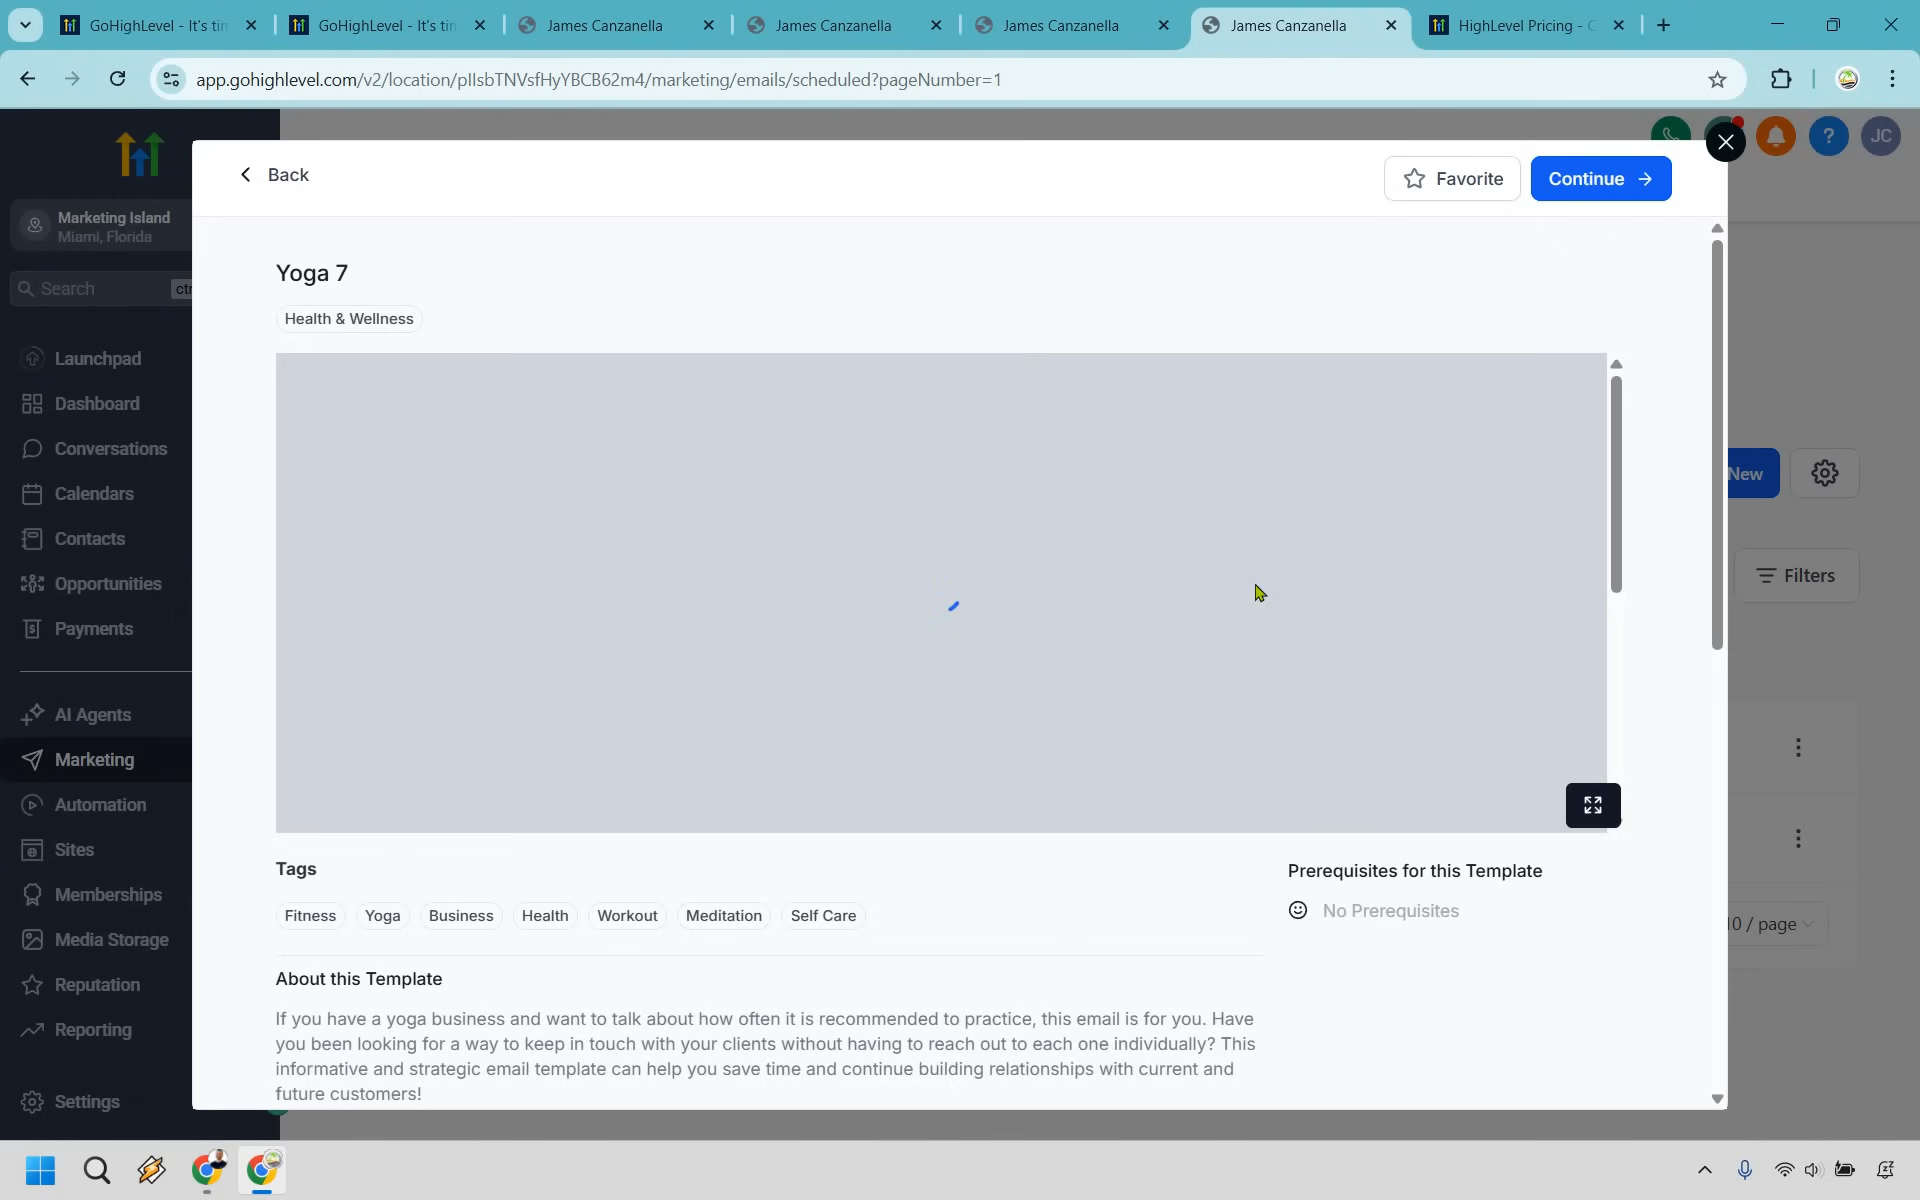 GoHighLevel - It's tim
GoHighLevel - It's tim
James Canzanella
James Canzanella
James Canzanella
James Canzanella
HighLevel Pricing - C
app.gohighlevel.com/v2/location/pIIsbTNVsfHyYBCB62m4/marketing/emails/scheduled?pageNumber=1
JC
Back
Favorite
Continue
Marketing Island
Miami, Florida
Search
ctr
Yoga 7
Health & Wellness
Launchpad
Dashboard
Conversations
Calendars
Contacts
Opportunities
Payments
AI Agents
Marketing
Automation
Sites
Memberships
Media Storage
Reputation
Reporting
Settings
New
Filters
10 / page
Tags
Fitness
Yoga
Business
Health
Workout
Meditation
Self Care
Prerequisites for this Template
No Prerequisites
About this Template
If you have a yoga business and want to talk about how often it is recommended to practice, this email is for you. Have
you been looking for a way to keep in touch with your clients without having to reach out to each one individually? This
informative and strategic email template can help you save time and continue building relationships with current and
future customers!